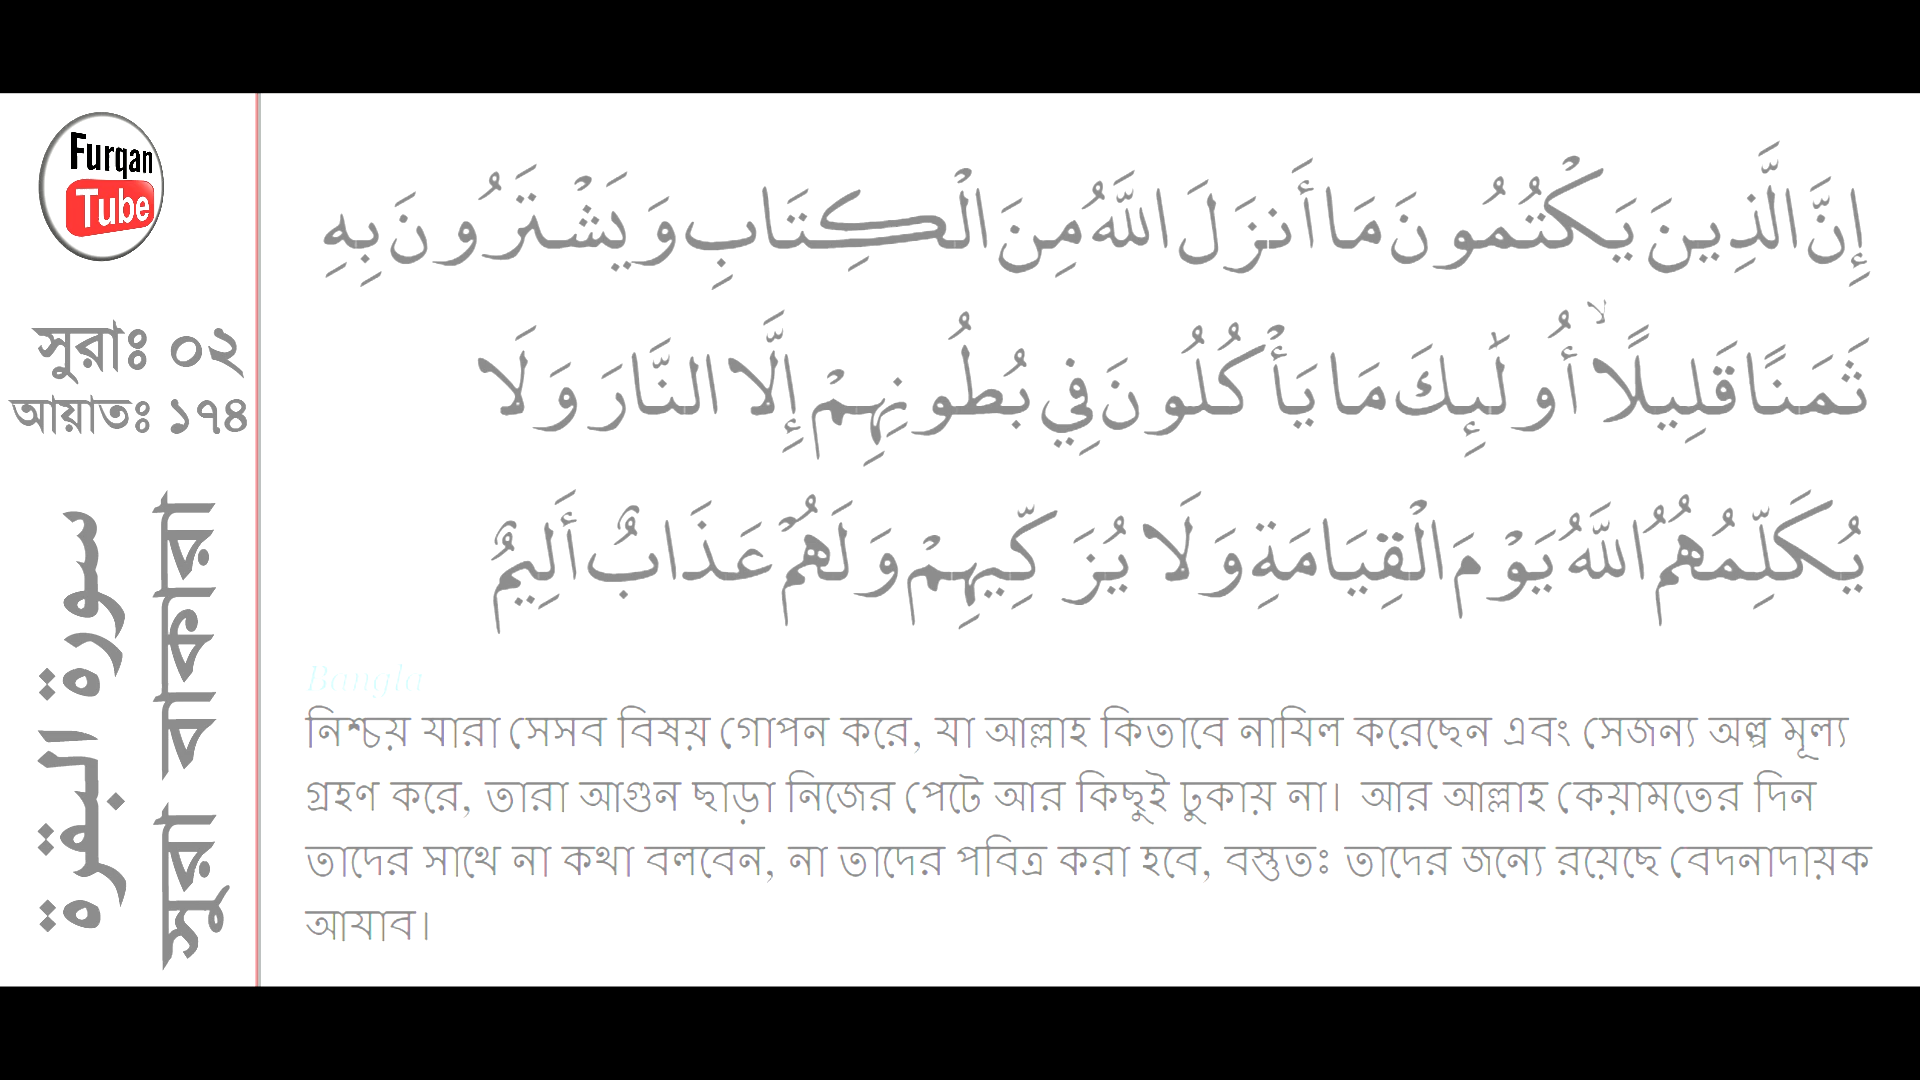 Furqan
Tube
সুরাঃ ০২
আয়াতঃ ১৭৪
سورة البقرة
সুরা বাকারা
إِنَّ الَّذِينَ يَكْتُمُونَ مَا أَنزَلَ اللَّهُ مِنَ الْكِتَابِ وَيَشْتَرُونَ بِهِ
ثَمَنًا قَلِيلًا ۙ أُولَٰئِكَ مَا يَأْكُلُونَ فِي بُطُونِهِمْ إِلَّا النَّارَ وَلَا
يُكَلِّمُهُمُ اللَّهُ يَوْمَ الْقِيَامَةِ وَلَا يُزَكِّيهِمْ وَلَهُمْ عَذَابٌ أَلِيمٌ
Bangla
নিশ্চয় যারা সেসব বিষয় গোপন করে, যা আল্লাহ কিতাবে নাযিল করেছেন এবং সেজন্য অল্প মূল্য
গ্রহণ করে, তারা আগুন ছাড়া নিজের পেটে আর কিছুই ঢুকায় না। আর আল্লাহ কেয়ামতের দিন
তাদের সাথে না কথা বলবেন, না তাদের পবিত্র করা হবে, বস্তুতঃ তাদের জন্যে রয়েছে বেদনাদায়ক
আযাব।